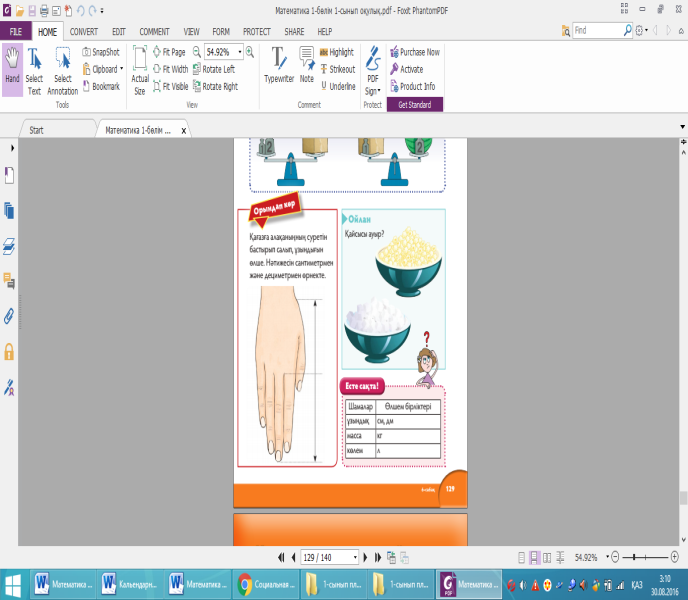 Математика 1-бөлім 1-сынып оқулық.pdf - Foxit PhantomPDF
FILE HOME CONVERT EDIT COMMENT VIEW FORM PROTECT SHARE HELP
Find
Hand
Select Text
Select Annotation
SnapShot
Clipboard
Bookmark
Tools
Actual Size
Fit Page
Fit Width
Fit Visible
54.92%
Rotate Left
Rotate Right
View
Typewriter
Note
Highlight
Strikeout
Underline
Comment
PDF Sign
Protect
Purchase Now
Activate
Product Info
Get Standard
Start
Математика 1-бөлім ... x
2
2
Орындап көр
Қағазға алақаныңның суретін
бастырып салып, ұзындығын
өлше. Нәтижесін сантиметрмен
және дециметрмен өрнекте.
Ойлан
Қайсысы ауыр?
?
Есте сақта!
Шамалар Өлшем бірліктері
ұзындық см, дм
масса кг
көлем л
129
129 / 140
54.92%
Математика ...
Календарн...
Математика ...
Социальная ...
1-сынып пл...
1-сынып пл...
Математика...
ҚАЗ
3:10
30.08.2016